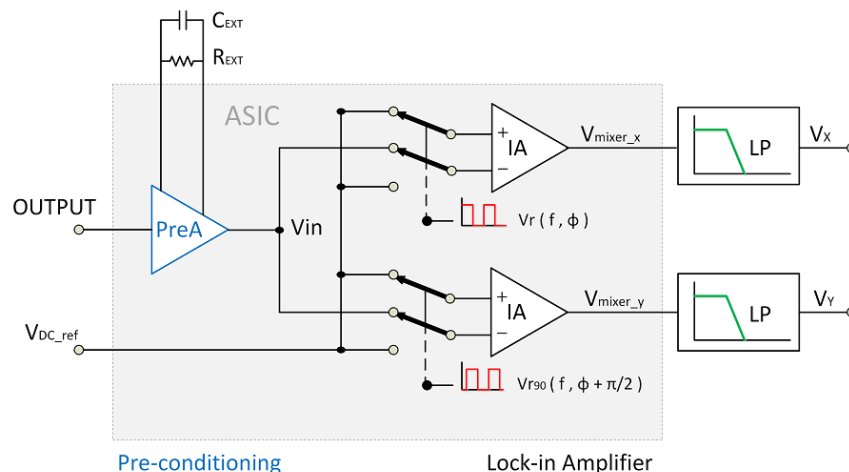 CEXT
REXT
ASIC
OUTPUT
PreA
Vin
+
IA
−
Vmixer_x
LP
VX
Vr ( f , ϕ )
VDC_ref
+
IA
−
Vmixer_y
LP
VY
Vr90 ( f , ϕ + π/2 )
Pre-conditioning
Lock-in Amplifier